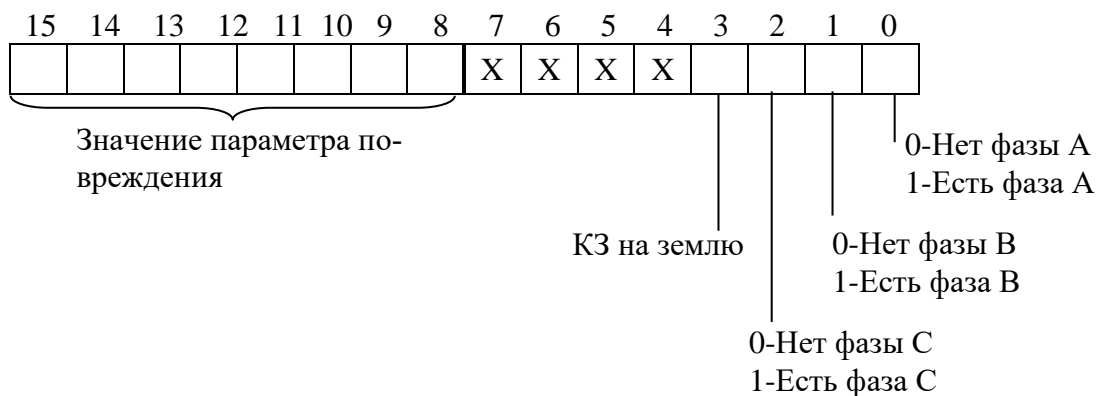 15 14 13 12 11 10 9 8 7 6 5 4 3 2 1 0
X X X X
Значение параметра по-
вреждения
0-Нет фазы А
1-Есть фаза А
КЗ на землю
0-Нет фазы В
1-Есть фаза В
0-Нет фазы С
1-Есть фаза С